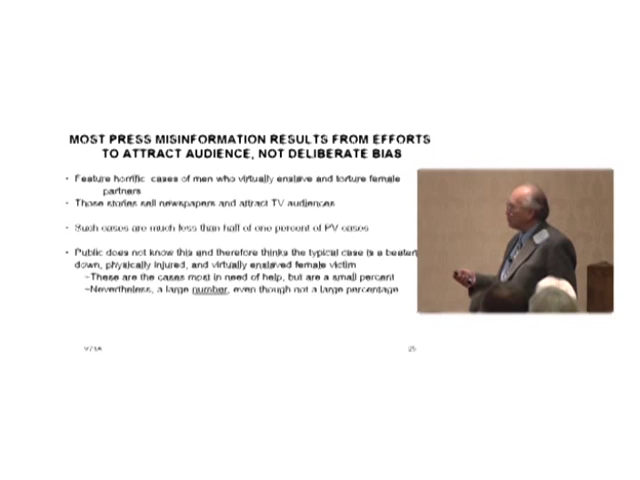 MOST PRESS MISINFORMATION RESULTS FROM EFFORTS
TO ATTRACT AUDIENCE, NOT DELIBERATE BIAS
• Feature horrific cases of men who virtually enslave and torture female
partners
• These stories sell newspapers and attract TV audiences
• Such cases are much less than half of one percent of PV cases
• Public does not know this and therefore thinks the typical case is a beaten
down, physically injured, and virtually enslaved female victim
–These are the cases most in need of help, but are a small percent
–Nevertheless, a large number, even though not a large percentage
25